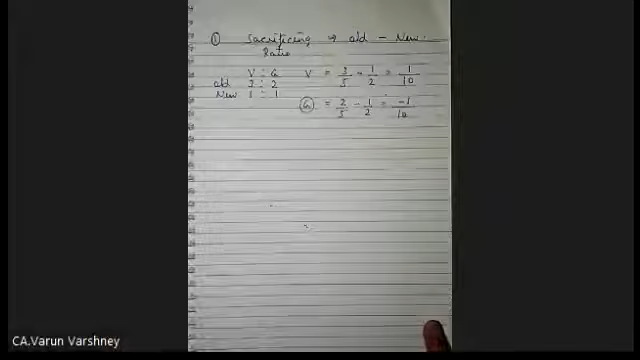 ① Sacrificing → old - New.
Ratio
V : G V = 3/5 - 1/2 = 1/10
old 3 : 2
New 1 : 1 G = 2/5 - 1/2 = -1/10
CA.Varun Varshney